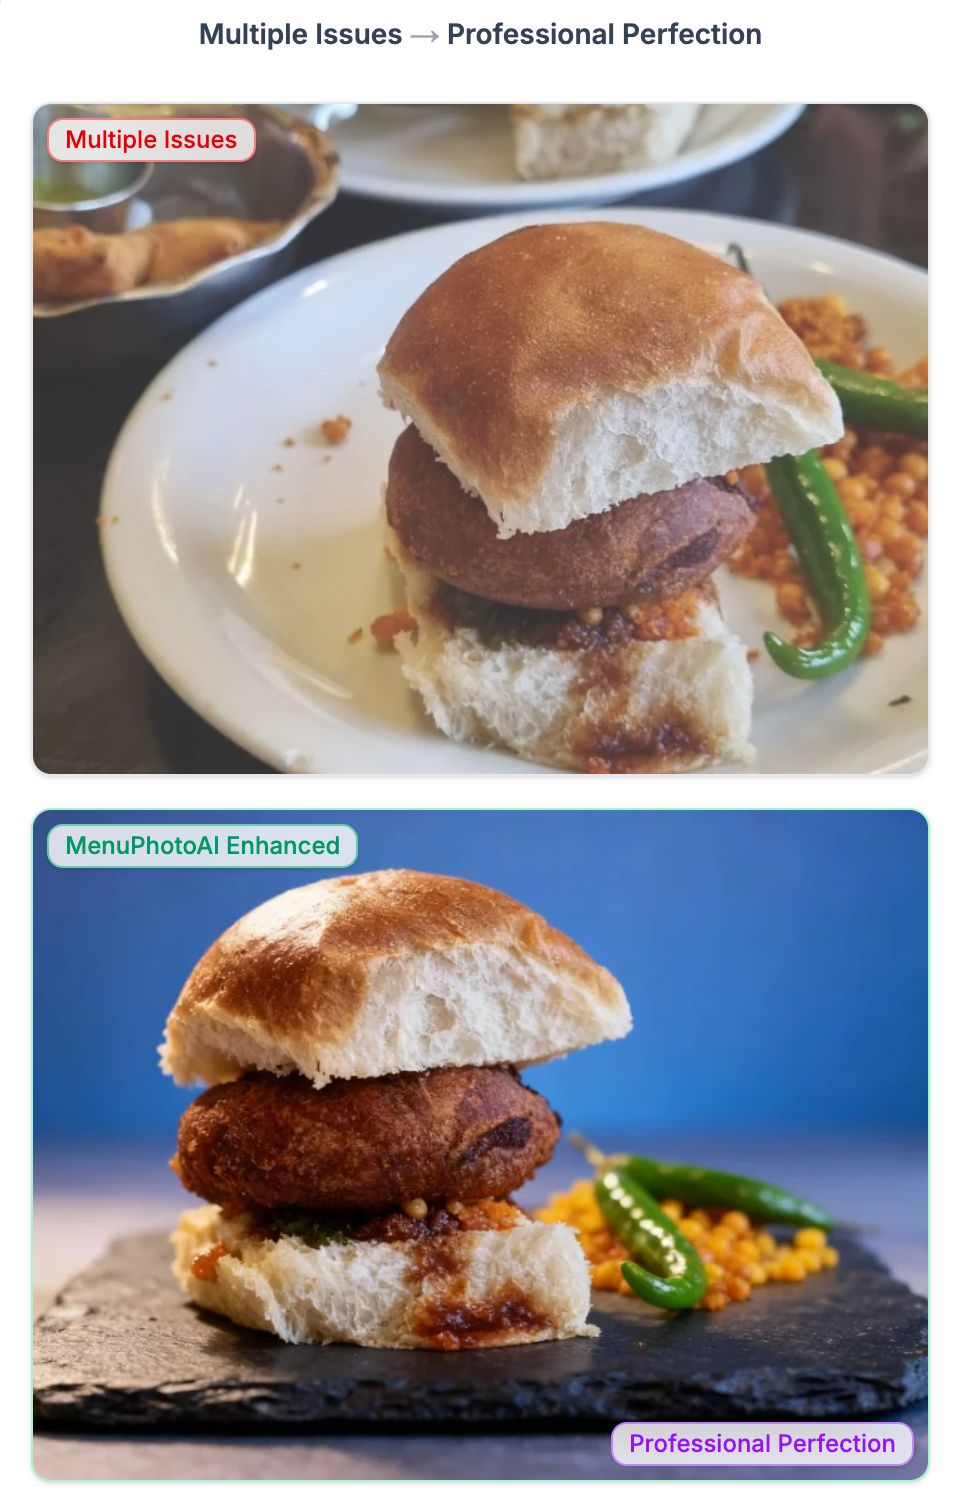 Multiple Issues → Professional Perfection
Multiple Issues
MenuPhotoAI Enhanced
Professional Perfection